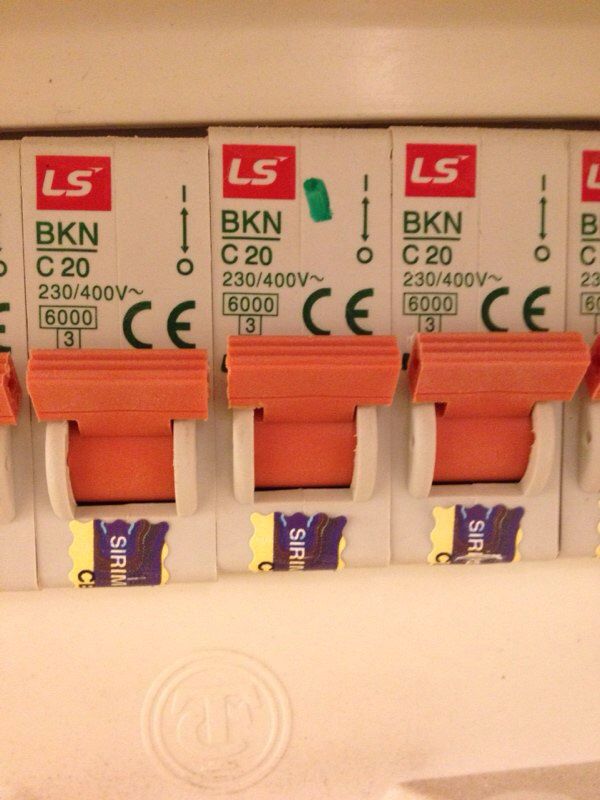 LS
BKN
C 20
230/400V~
6000
3
CE
I
O
SIRIM
LS
BKN
C 20
230/400V~
6000
3
CE
I
O
SIRIM
LS
BKN
C 20
230/400V~
6000
3
CE
I
O
SIRIM